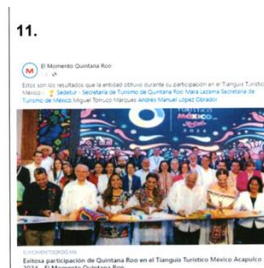 11.
El Momento Quintana Roo
Estos son los resultados que la entidad obtuvo durante su participación en el Tianguis Turístico
México Sedetur - Secretaría de Turismo de Quintana Roo Mara Lezama Secretaría de
Turismo de México Miguel Torruco Marques Andrés Manuel López Obrador
MÉXICO
Exitosa participación de Quintana Roo en el Tianguis Turístico México Acapulco
2024 - El Momento Quintana Roo